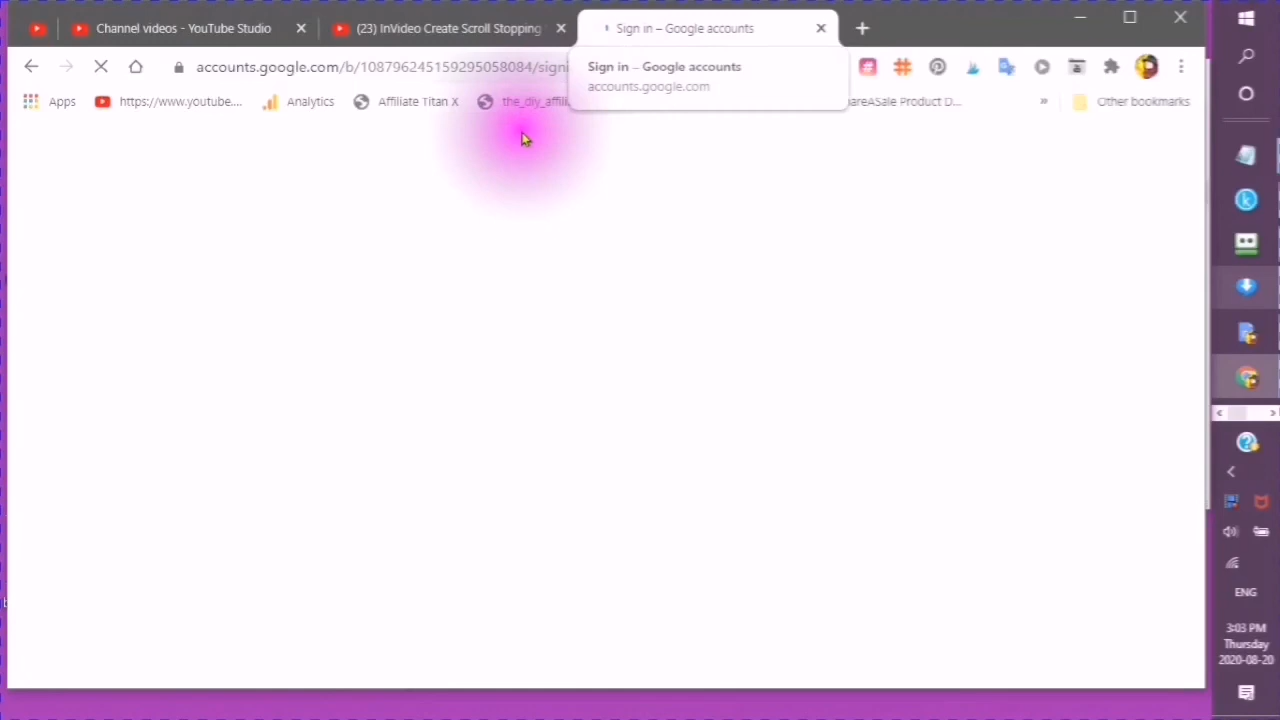 Channel videos - YouTube Studio
(23) InVideo Create Scroll Stopping
Sign in – Google accounts
accounts.google.com/b/108796245159295058084/signi
Sign in – Google accounts
accounts.google.com
Apps
https://www.youtube....
Analytics
Affiliate Titan X
the_diy_affili
areASale Product D...
»
Other bookmarks
ENG
3:03 PM
Thursday
2020-08-20